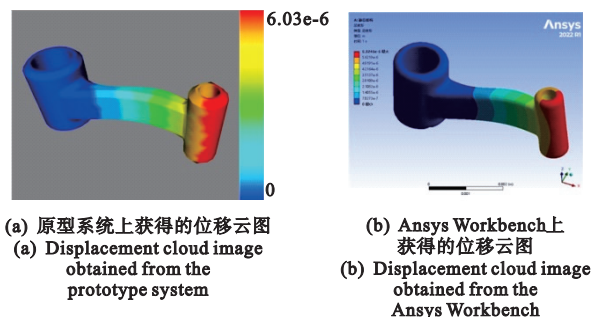 6.03e-6
0
(a) 原型系统上获得的位移云图
(a) Displacement cloud image
obtained from the
prototype system
Ansys
2022 R1
(b) Ansys Workbench上
获得的位移云图
(b) Displacement cloud image
obtained from the
Ansys Workbench